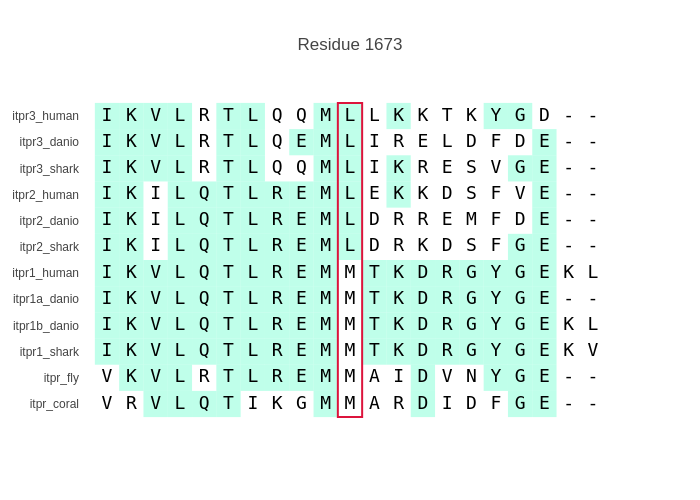 Residue 1673
itpr3_human I K V L R T L Q Q M L L K K T K Y G D - -
itpr3_danio I K V L R T L Q E M L I R E L D F D E - -
itpr3_shark I K V L R T L Q Q M L I K R E S V G E - -
itpr2_human I K I L Q T L R E M L E K K D S F V E - -
itpr2_danio I K I L Q T L R E M L D R R E M F D E - -
itpr2_shark I K I L Q T L R E M L D R K D S F G E - -
itpr1_human I K V L Q T L R E M M T K D R G Y G E K L
itpr1a_danio I K V L Q T L R E M M T K D R G Y G E - -
itpr1b_danio I K V L Q T L R E M M T K D R G Y G E K L
itpr1_shark I K V L Q T L R E M M T K D R G Y G E K V
itpr_fly V K V L R T L R E M M A I D V N Y G E - -
itpr_coral V R V L Q T I K G M M A R D I D F G E - -